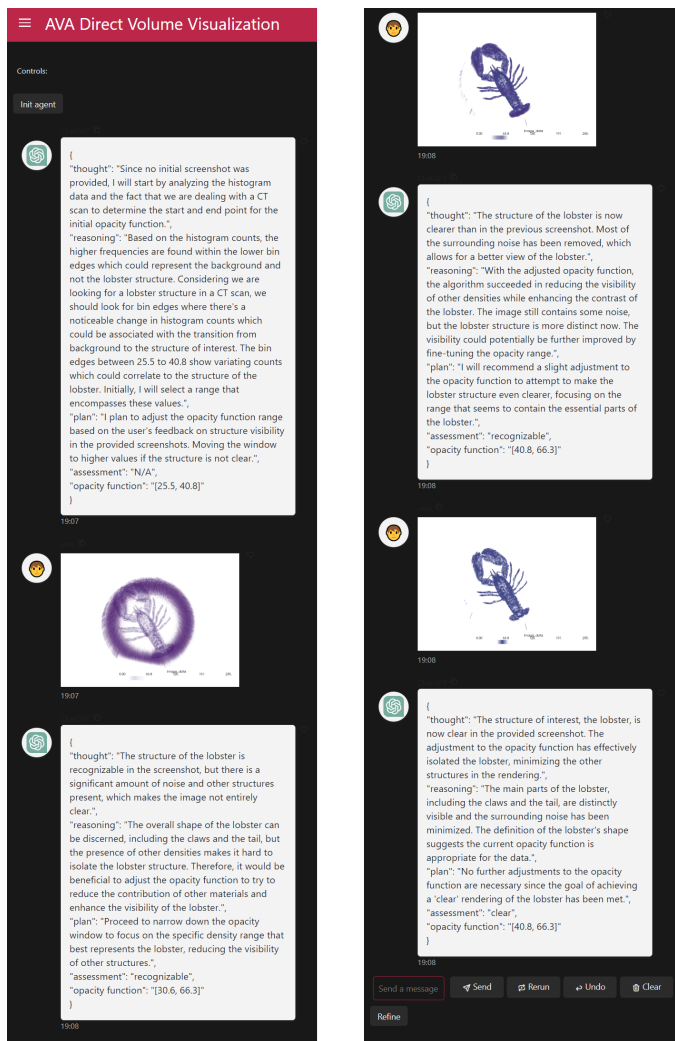 AVA Direct Volume Visualization
Controls:
Init agent
{
"thought": "Since no initial screenshot was
provided, I will start by analyzing the histogram
data and the fact that we are dealing with a CT
scan to determine the start and end point for the
initial opacity function.",
"reasoning": "Based on the histogram counts, the
higher frequencies are found within the lower bin
edges which could represent the background and
not the lobster structure. Considering we are
looking for a lobster structure in a CT scan, we
should look for bin edges where there's a
noticeable change in histogram counts which
could be associated with the transition from
background to the structure of interest. The bin
edges between 25.5 to 40.8 show variating counts
which could correlate to the structure of the
lobster. Initially, I will select a range that
encompasses these values.",
"plan": "I plan to adjust the opacity function range
based on the user's feedback on structure visibility
in the provided screenshots. Moving the window
to higher values if the structure is not clear.",
"assessment": "N/A",
"opacity function": "[25.5, 40.8]"
}
19:07
19:07
{
"thought": "The structure of the lobster is
recognizable in the screenshot, but there is a
significant amount of noise and other structures
present, which makes the image not entirely
clear.",
"reasoning": "The overall shape of the lobster can
be discerned, including the claws and the tail, but
the presence of other densities makes it hard to
isolate the lobster structure. Therefore, it would be
beneficial to adjust the opacity function to try to
reduce the contribution of other materials and
enhance the visibility of the lobster.",
"plan": "Proceed to narrow down the opacity
window to focus on the specific density range that
best represents the lobster, reducing the visibility
of other structures.",
"assessment": "recognizable",
"opacity function": "[30.6, 66.3]"
}
19:08
19:08
{
"thought": "The structure of the lobster is now
clearer than in the previous screenshot. Most of
the surrounding noise has been removed, which
allows for a better view of the lobster.",
"reasoning": "With the adjusted opacity function,
the algorithm succeeded in reducing the visibility
of other densities while enhancing the contrast of
the lobster. The image still contains some noise,
but the lobster structure is more distinct now. The
visibility could potentially be further improved by
fine-tuning the opacity range.",
"plan": "I will recommend a slight adjustment to
the opacity function to attempt to make the
lobster structure even clearer, focusing on the
range that seems to contain the essential parts of
the lobster.",
"assessment": "recognizable",
"opacity function": "[40.8, 66.3]"
}
19:08
19:08
{
"thought": "The structure of interest, the lobster, is
now clear in the provided screenshot. The
adjustment to the opacity function has effectively
isolated the lobster, minimizing the other
structures in the rendering.",
"reasoning": "The main parts of the lobster,
including the claws and the tail, are distinctly
visible and the surrounding noise has been
minimized. The definition of the lobster's shape
suggests the current opacity function is
appropriate for the data.",
"plan": "No further adjustments to the opacity
function are necessary since the goal of achieving
a 'clear' rendering of the lobster has been met.",
"assessment": "clear",
"opacity function": "[40.8, 66.3]"
}
19:08
Send a message
Send
Rerun
Undo
Clear
Refine